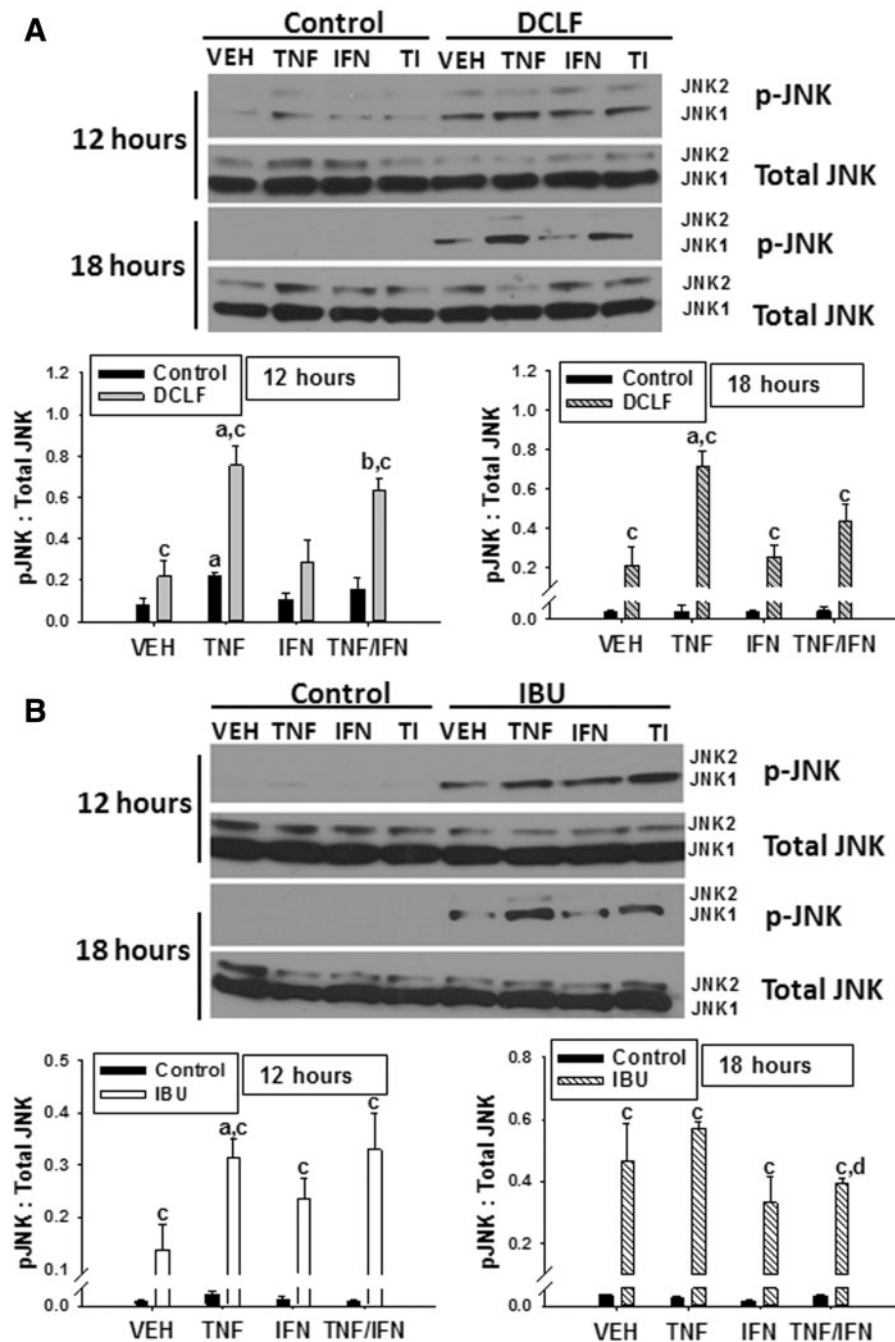 A
Control DCLF
VEH TNF IFN TI VEH TNF IFN TI
12 hours
JNK2
JNK1
p-JNK
JNK2
JNK1
Total JNK
18 hours
JNK2
JNK1
p-JNK
JNK2
JNK1
Total JNK
pJNK : Total JNK
1.2
1.0
0.8
0.6
0.4
0.2
0.0
Control
DCLF
12 hours
c
a
a,c
b,c
VEH TNF IFN TNF/IFN
pJNK : Total JNK
1.2
1.0
0.8
0.6
0.4
0.2
0.0
Control
DCLF
18 hours
c
a,c
c
c
VEH TNF IFN TNF/IFN
B
Control IBU
VEH TNF IFN TI VEH TNF IFN TI
12 hours
JNK2
JNK1
p-JNK
JNK2
JNK1
Total JNK
18 hours
JNK2
JNK1
p-JNK
JNK2
JNK1
Total JNK
pJNK : Total JNK
0.5
0.4
0.3
0.2
0.1
0.0
Control
IBU
12 hours
c
a,c
c
c
VEH TNF IFN TNF/IFN
pJNK : Total JNK
0.8
0.6
0.4
0.2
0.0
Control
IBU
18 hours
c
c
c
c,d
VEH TNF IFN TNF/IFN